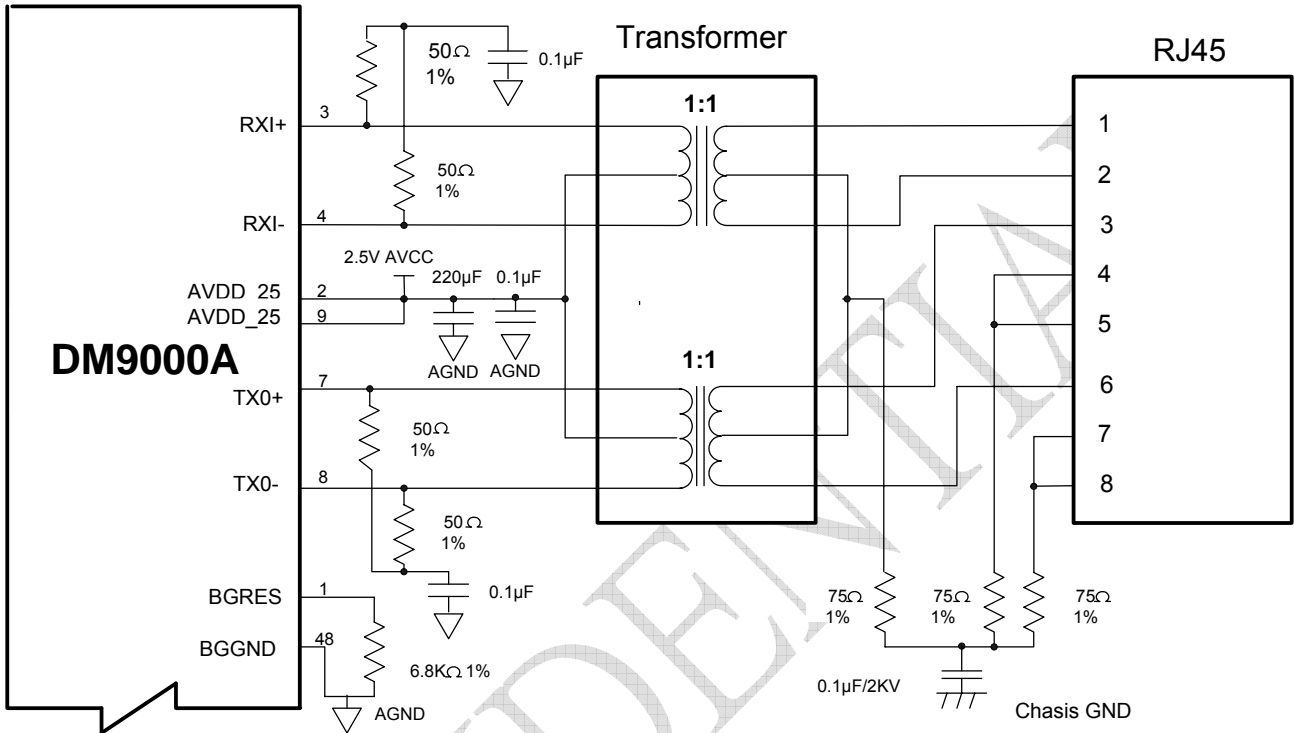 Transformer
RJ45
50Ω
1%
0.1µF
1:1
RXI+
3
1
50Ω
1%
2
RXI-
4
3
2.5V AVCC
220µF
0.1µF
4
AVDD_25
2
AVDD_25
9
5
DM9000A
AGND
AGND
1:1
6
TX0+
7
50Ω
1%
7
TX0-
8
8
50Ω
1%
BGRES
1
0.1µF
75Ω
1%
75Ω
1%
75Ω
1%
BGGND
48
6.8KΩ 1%
0.1µF/2KV
AGND
Chasis GND